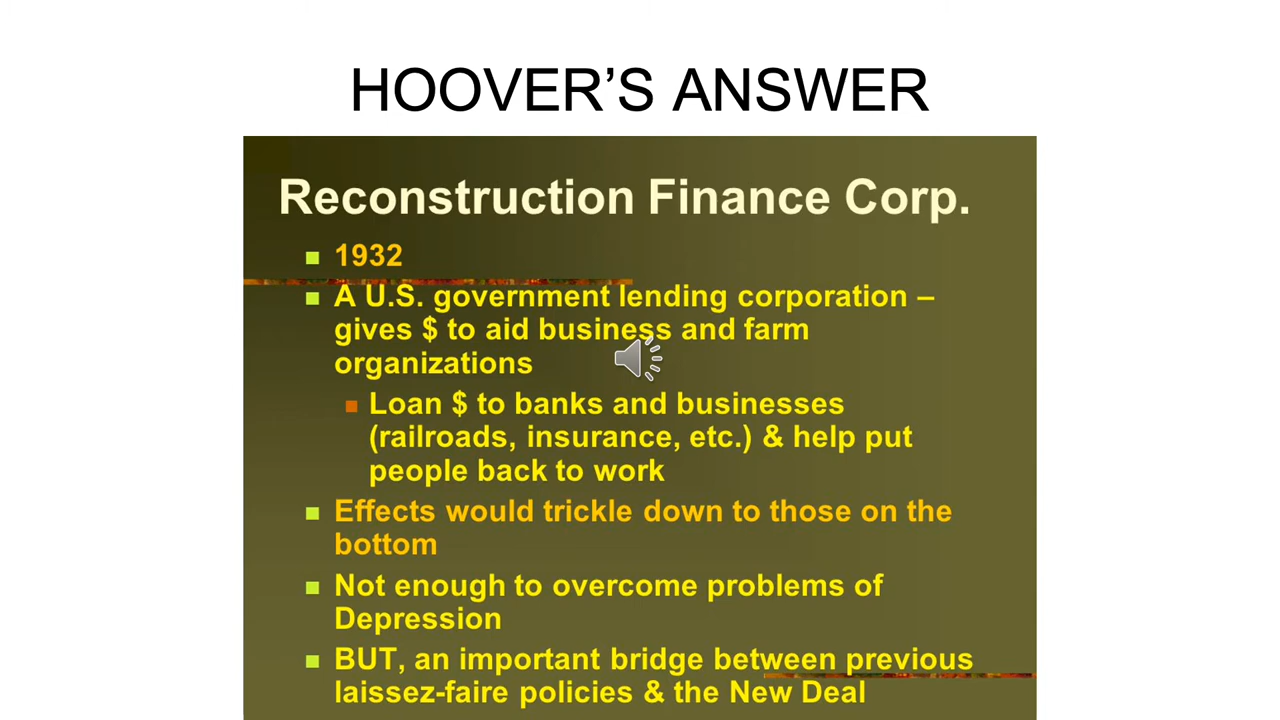 HOOVER’S ANSWER
Reconstruction Finance Corp.
1932
A U.S. government lending corporation –
gives $ to aid business and farm
organizations
Loan $ to banks and businesses
(railroads, insurance, etc.) & help put
people back to work
Effects would trickle down to those on the
bottom
Not enough to overcome problems of
Depression
BUT, an important bridge between previous
laissez-faire policies & the New Deal